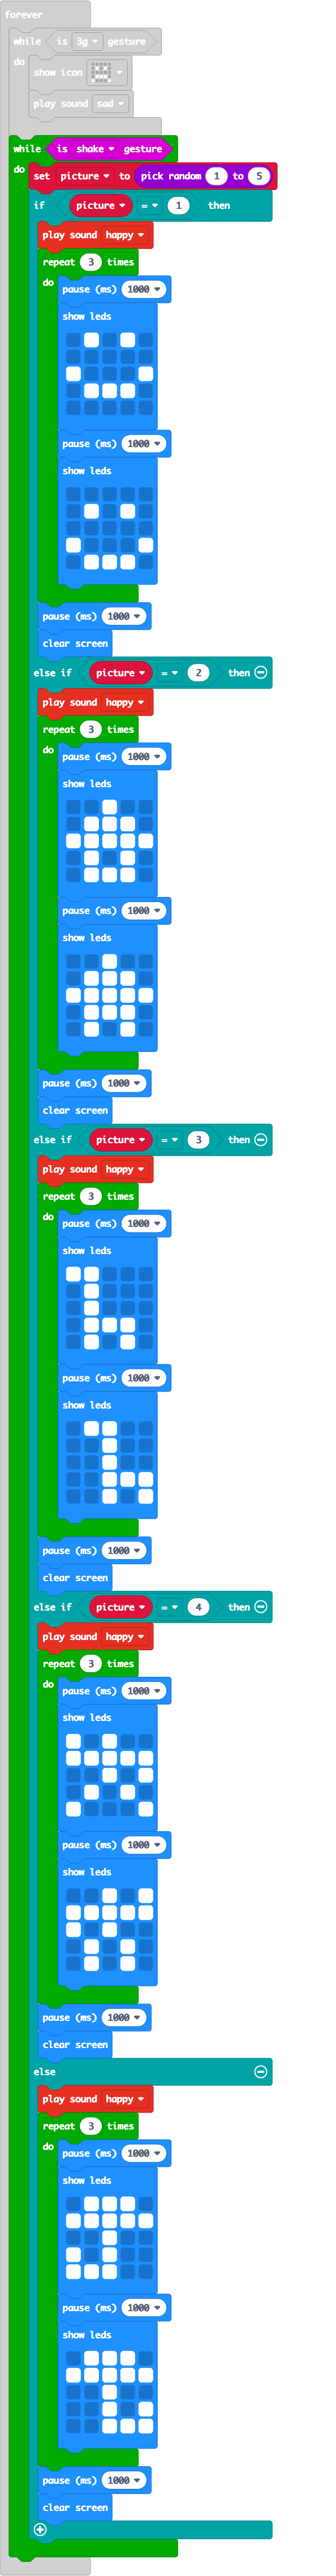 forever
while is 3g gesture
do show icon
play sound sad
while is shake gesture
do set picture to pick random 1 to 5
if picture = 1 then
play sound happy
repeat 3 times
do pause (ms) 1000
show leds
pause (ms) 1000
show leds
pause (ms) 1000
clear screen
else if picture = 2 then
play sound happy
repeat 3 times
do pause (ms) 1000
show leds
pause (ms) 1000
show leds
pause (ms) 1000
clear screen
else if picture = 3 then
play sound happy
repeat 3 times
do pause (ms) 1000
show leds
pause (ms) 1000
show leds
pause (ms) 1000
clear screen
else if picture = 4 then
play sound happy
repeat 3 times
do pause (ms) 1000
show leds
pause (ms) 1000
show leds
pause (ms) 1000
clear screen
else
play sound happy
repeat 3 times
do pause (ms) 1000
show leds
pause (ms) 1000
show leds
pause (ms) 1000
clear screen